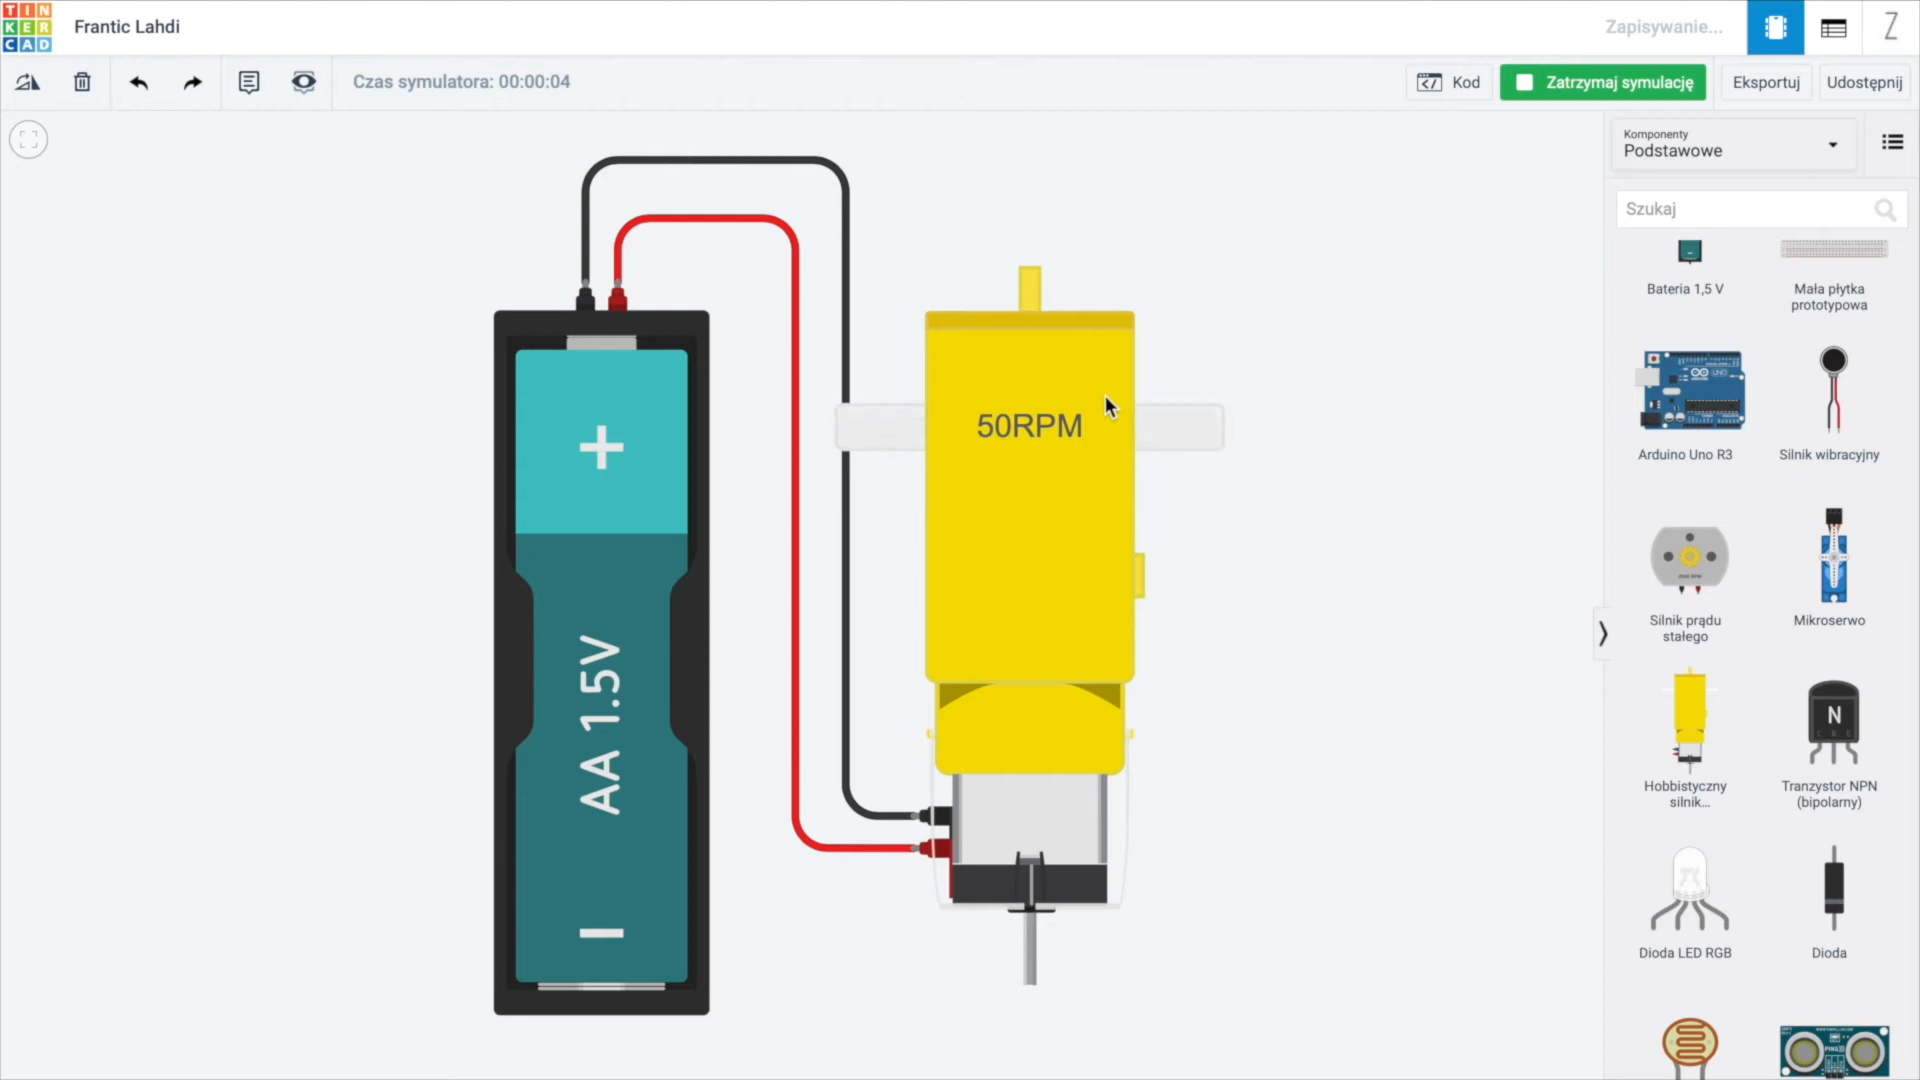 TIN
KER
CAD
Frantic Lahdi
Zapisywanie...
Czas symulatora: 00:00:04
Kod
Zatrzymaj symulację
Eksportuj
Udostępnij
Komponenty
Podstawowe
Szukaj
Bateria 1,5 V
Mała płytka
prototypowa
Arduino Uno R3
Silnik wibracyjny
Silnik prądu
stałego
Mikroserwo
Hobbistyczny
silnik...
N
Tranzystor NPN
(bipolarny)
Dioda LED RGB
Dioda
+
AA 1.5V
50RPM
UNO